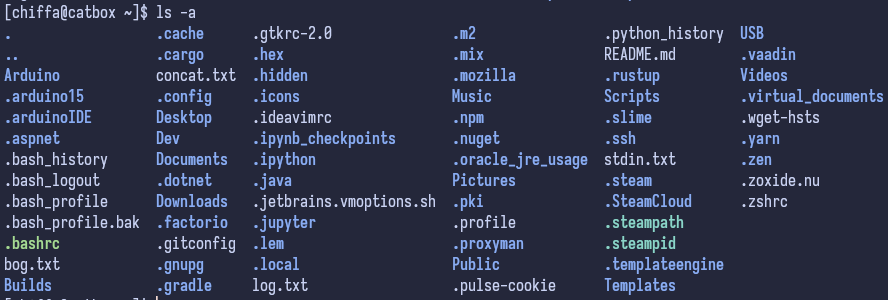 [chiffa@catbox ~]$ ls -a
. .cache .gtkrc-2.0 .m2 .python_history USB
.. .cargo .hex .mix README.md .vaadin
Arduino concat.txt .hidden .mozilla .rustup Videos
.arduino15 .config .icons Music Scripts .virtual_documents
.arduinoIDE Desktop .ideavimrc .npm .slime .wget-hsts
.aspnet Dev .ipynb_checkpoints .nuget .ssh .yarn
.bash_history Documents .ipython .oracle_jre_usage stdin.txt .zen
.bash_logout .dotnet .java Pictures .steam .zoxide.nu
.bash_profile Downloads .jetbrains.vmoptions.sh .pki .SteamCloud .zshrc
.bash_profile.bak .factorio .jupyter .profile .steampath
.bashrc .gitconfig .lem .proxyman .steampid
bog.txt .gnupg .local Public .templateengine
Builds .gradle log.txt .pulse-cookie Templates